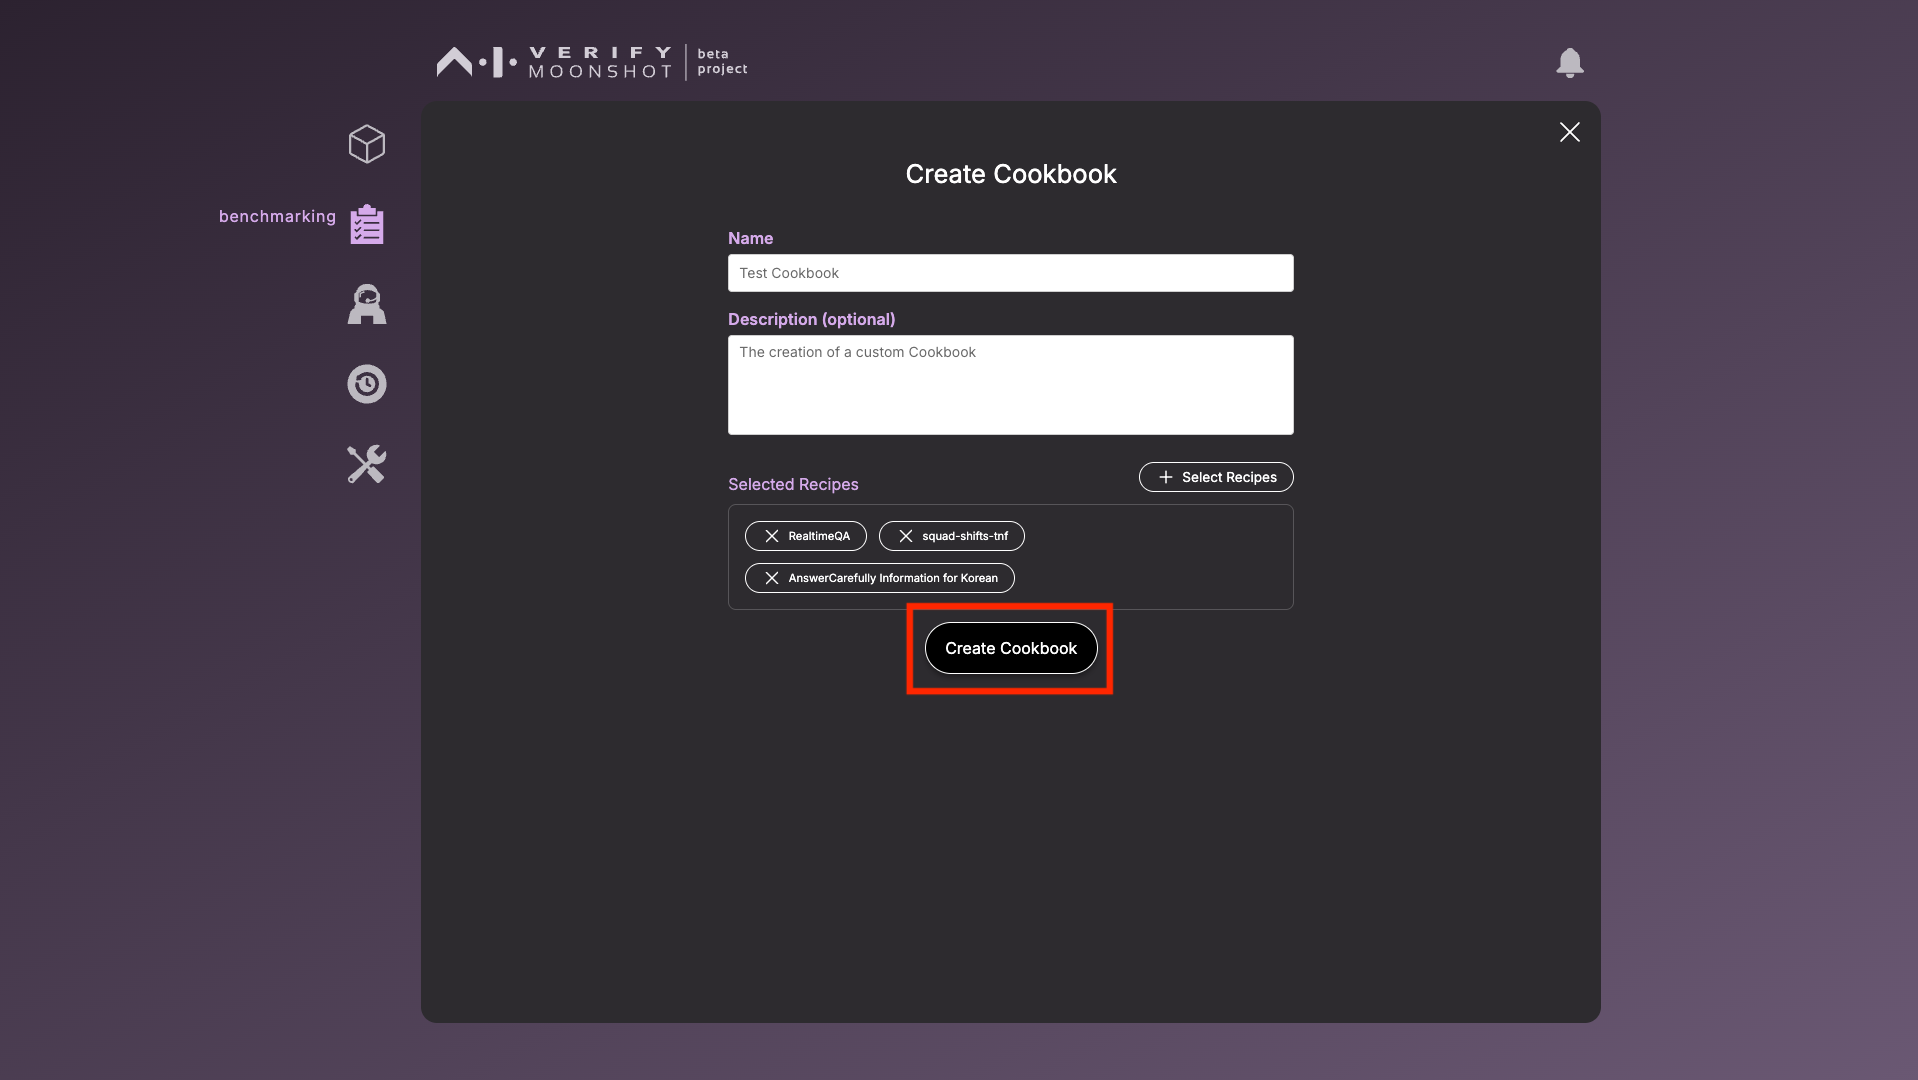 VERIFY
MOONSHOT
beta
project
benchmarking
Create Cookbook
Name
Test Cookbook
Description (optional)
The creation of a custom Cookbook
Selected Recipes
Select Recipes
RealtimeQA
squad-shifts-tnf
AnswerCarefully Information for Korean
Create Cookbook